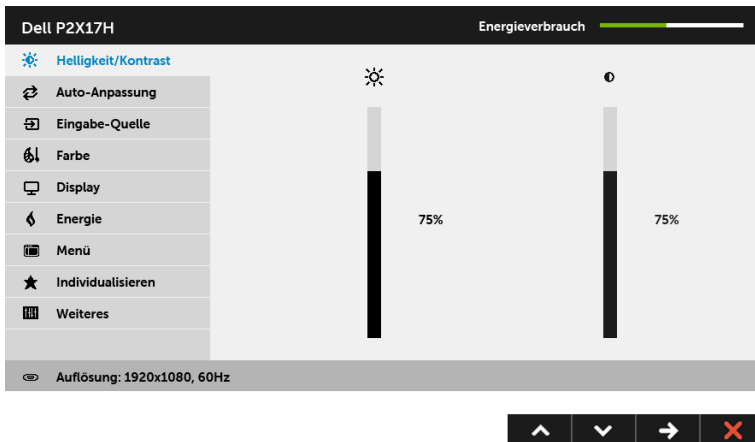 Dell P2X17H
Energieverbrauch
Helligkeit/Kontrast
Auto-Anpassung
Eingabe-Quelle
Farbe
Display
Energie
75%
75%
Menü
Individualisieren
Weiteres
Auflösung: 1920x1080, 60Hz